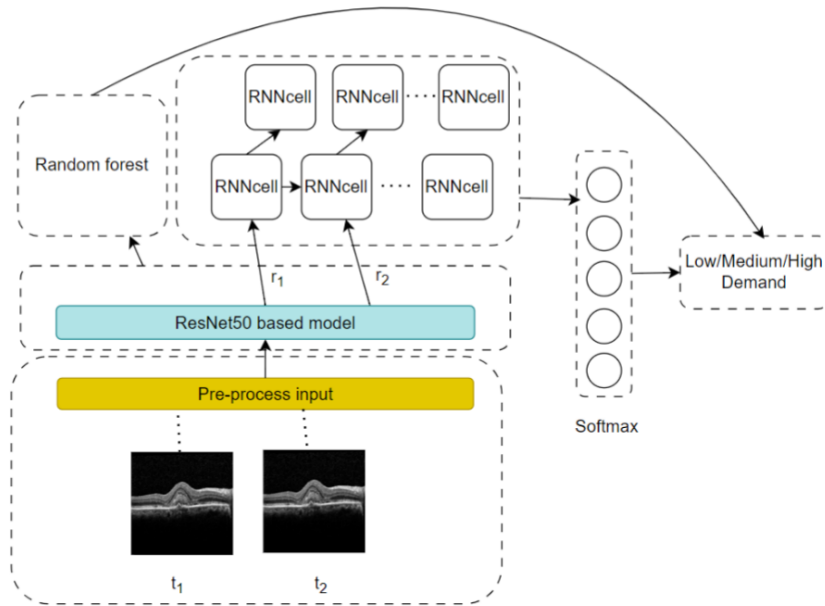 RNNcell
RNNcell
RNNcell
Random forest
RNNcell
RNNcell
RNNcell
r₁
r₂
Low/Medium/High
Demand
ResNet50 based model
Pre-process input
Softmax
t₁
t₂